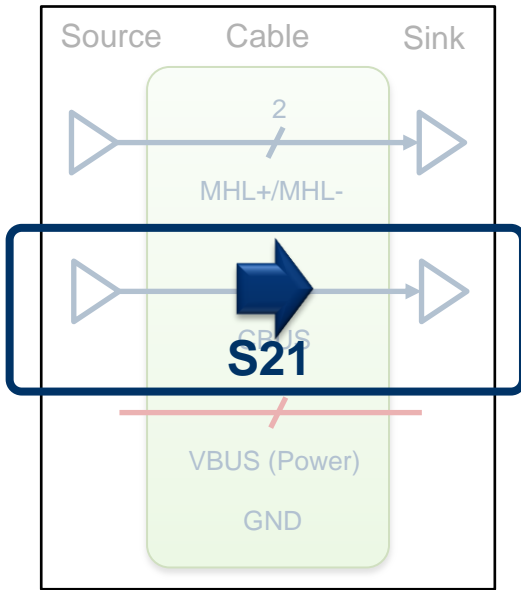 Source Cable Sink
2
MHL+/MHL-
CBUS
S21
VBUS (Power)
GND